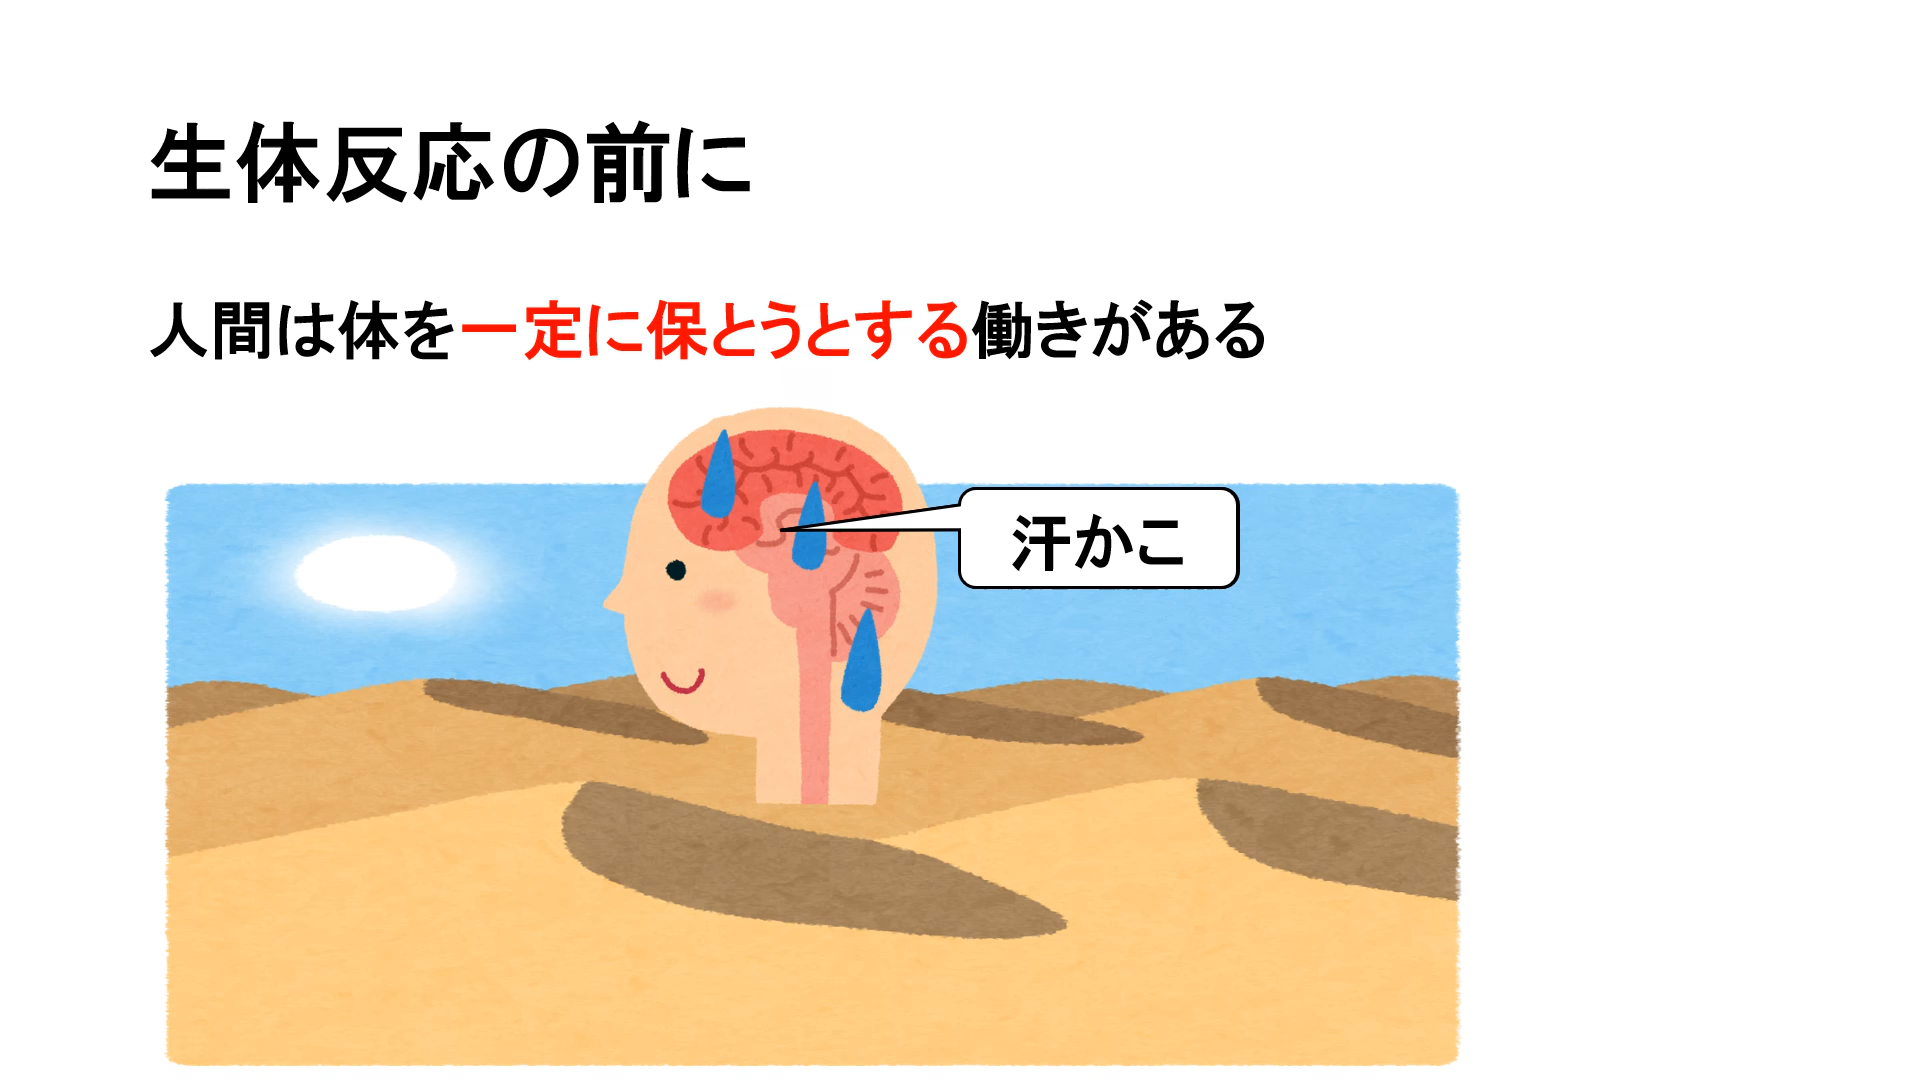 生体反応の前に
人間は体を一定に保とうとする働きがある
汗かこ